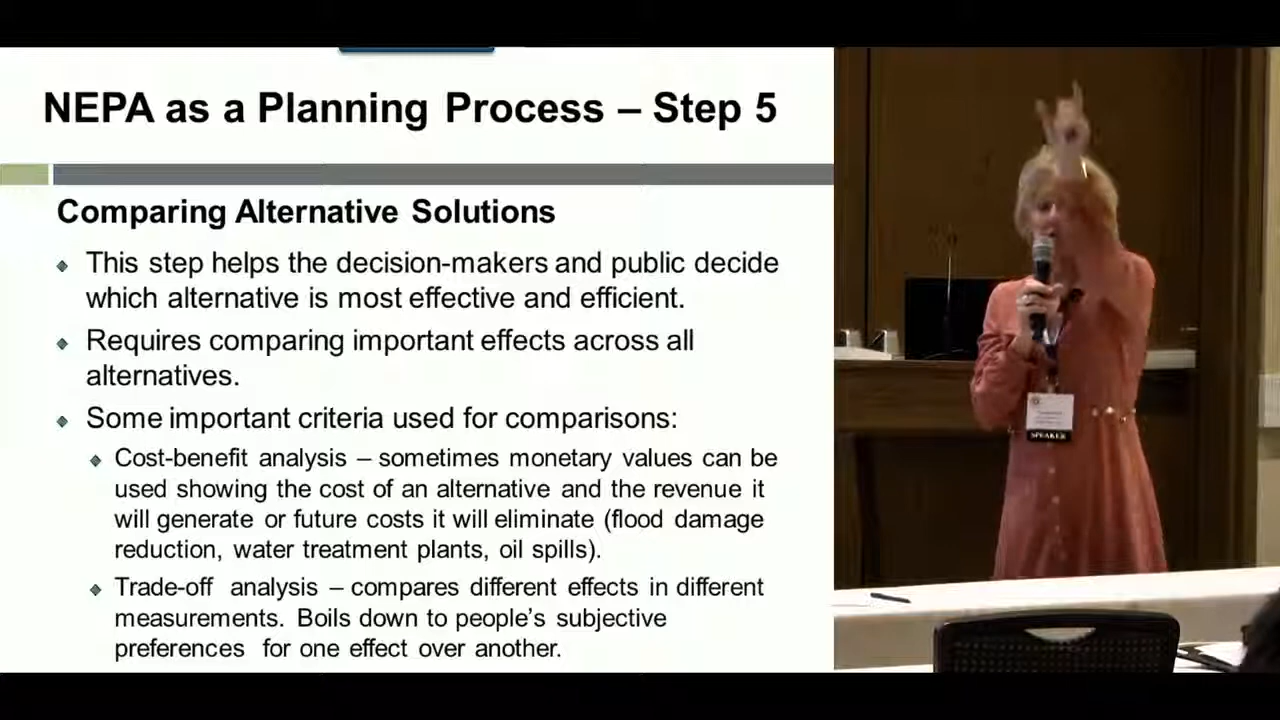 NEPA as a Planning Process – Step 5
Comparing Alternative Solutions
This step helps the decision-makers and public decide
which alternative is most effective and efficient.
Requires comparing important effects across all
alternatives.
Some important criteria used for comparisons:
Cost-benefit analysis – sometimes monetary values can be
used showing the cost of an alternative and the revenue it
will generate or future costs it will eliminate (flood damage
reduction, water treatment plants, oil spills).
Trade-off analysis – compares different effects in different
measurements. Boils down to people’s subjective
preferences for one effect over another.
SPEAKER